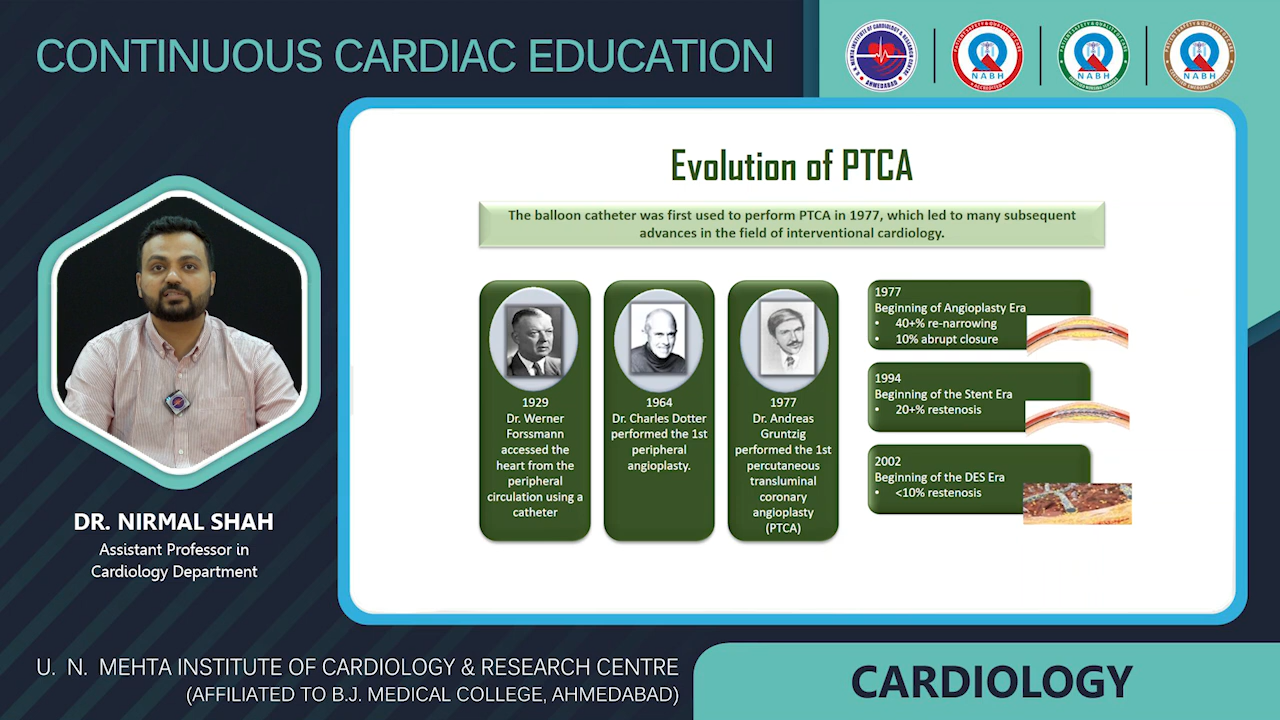 CONTINUOUS CARDIAC EDUCATION
AHMEDABAD
NABH
NABH
NABH
Evolution of PTCA
The balloon catheter was first used to perform PTCA in 1977, which led to many subsequent
advances in the field of interventional cardiology.
1929
Dr. Werner
Forssmann
accessed the
heart from the
peripheral
circulation using a
catheter
1964
Dr. Charles Dotter
performed the 1st
peripheral
angioplasty.
1977
Dr. Andreas
Gruntzig
performed the 1st
percutaneous
transluminal
coronary
angioplasty
(PTCA)
1977
Beginning of Angioplasty Era
• 40+% re-narrowing
• 10% abrupt closure
1994
Beginning of the Stent Era
• 20+% restenosis
2002
Beginning of the DES Era
• <10% restenosis
DR. NIRMAL SHAH
Assistant Professor in
Cardiology Department
U. N. MEHTA INSTITUTE OF CARDIOLOGY & RESEARCH CENTRE
(AFFILIATED TO B.J. MEDICAL COLLEGE, AHMEDABAD)
CARDIOLOGY